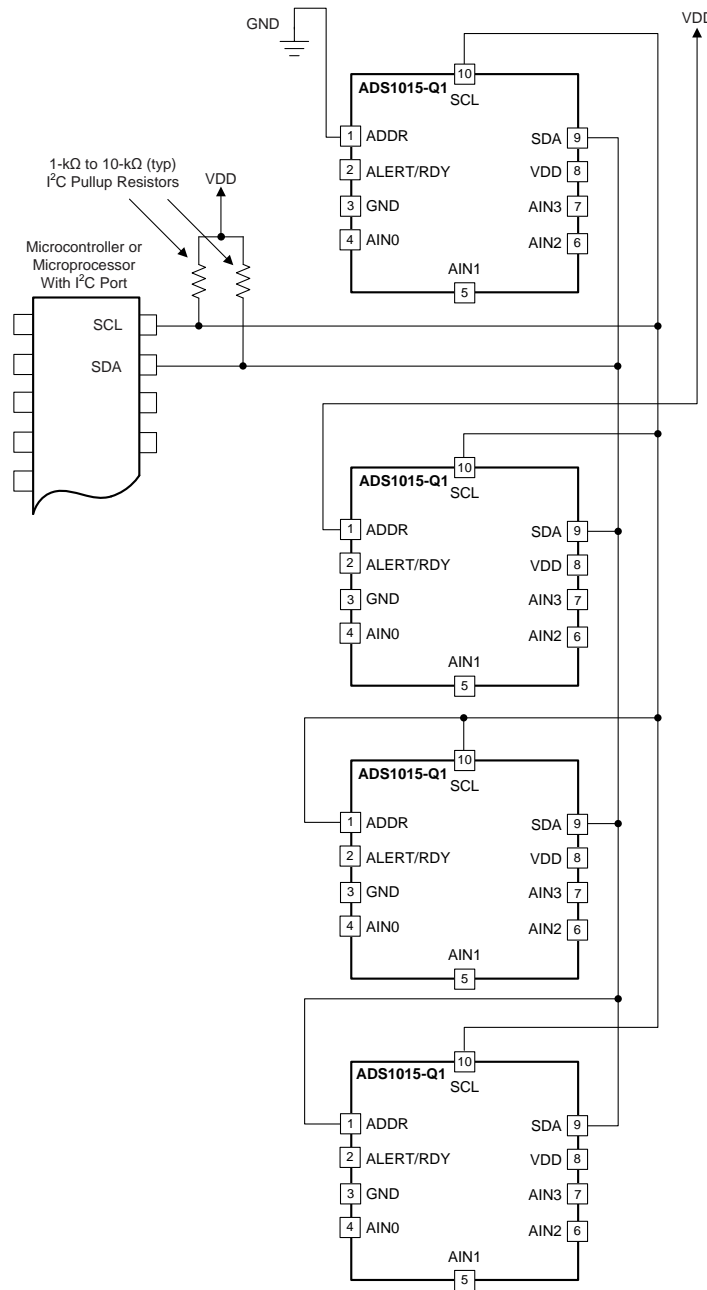 GND
VDD
10
ADS1015-Q1
SCL
1 ADDR
SDA 9
2 ALERT/RDY
VDD 8
3 GND
AIN3 7
4 AIN0
AIN2 6
AIN1
5
1-kΩ to 10-kΩ (typ)
I²C Pullup Resistors
VDD
Microcontroller or
Microprocessor
With I²C Port
SCL
SDA
10
ADS1015-Q1
SCL
1 ADDR
SDA 9
2 ALERT/RDY
VDD 8
3 GND
AIN3 7
4 AIN0
AIN2 6
AIN1
5
10
ADS1015-Q1
SCL
1 ADDR
SDA 9
2 ALERT/RDY
VDD 8
3 GND
AIN3 7
4 AIN0
AIN2 6
AIN1
5
10
ADS1015-Q1
SCL
1 ADDR
SDA 9
2 ALERT/RDY
VDD 8
3 GND
AIN3 7
4 AIN0
AIN2 6
AIN1
5